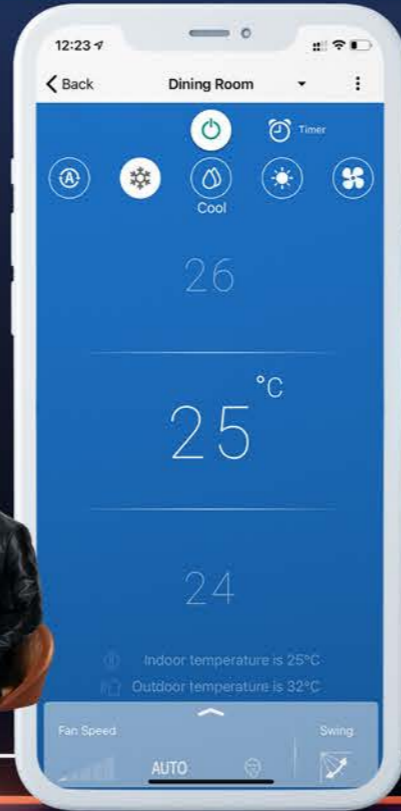 12:23
Back Dining Room
Timer
A
Cool
26
25 °C
24
Indoor temperature is 25°C
Outdoor temperature is 32°C
Fan Speed Swing
AUTO